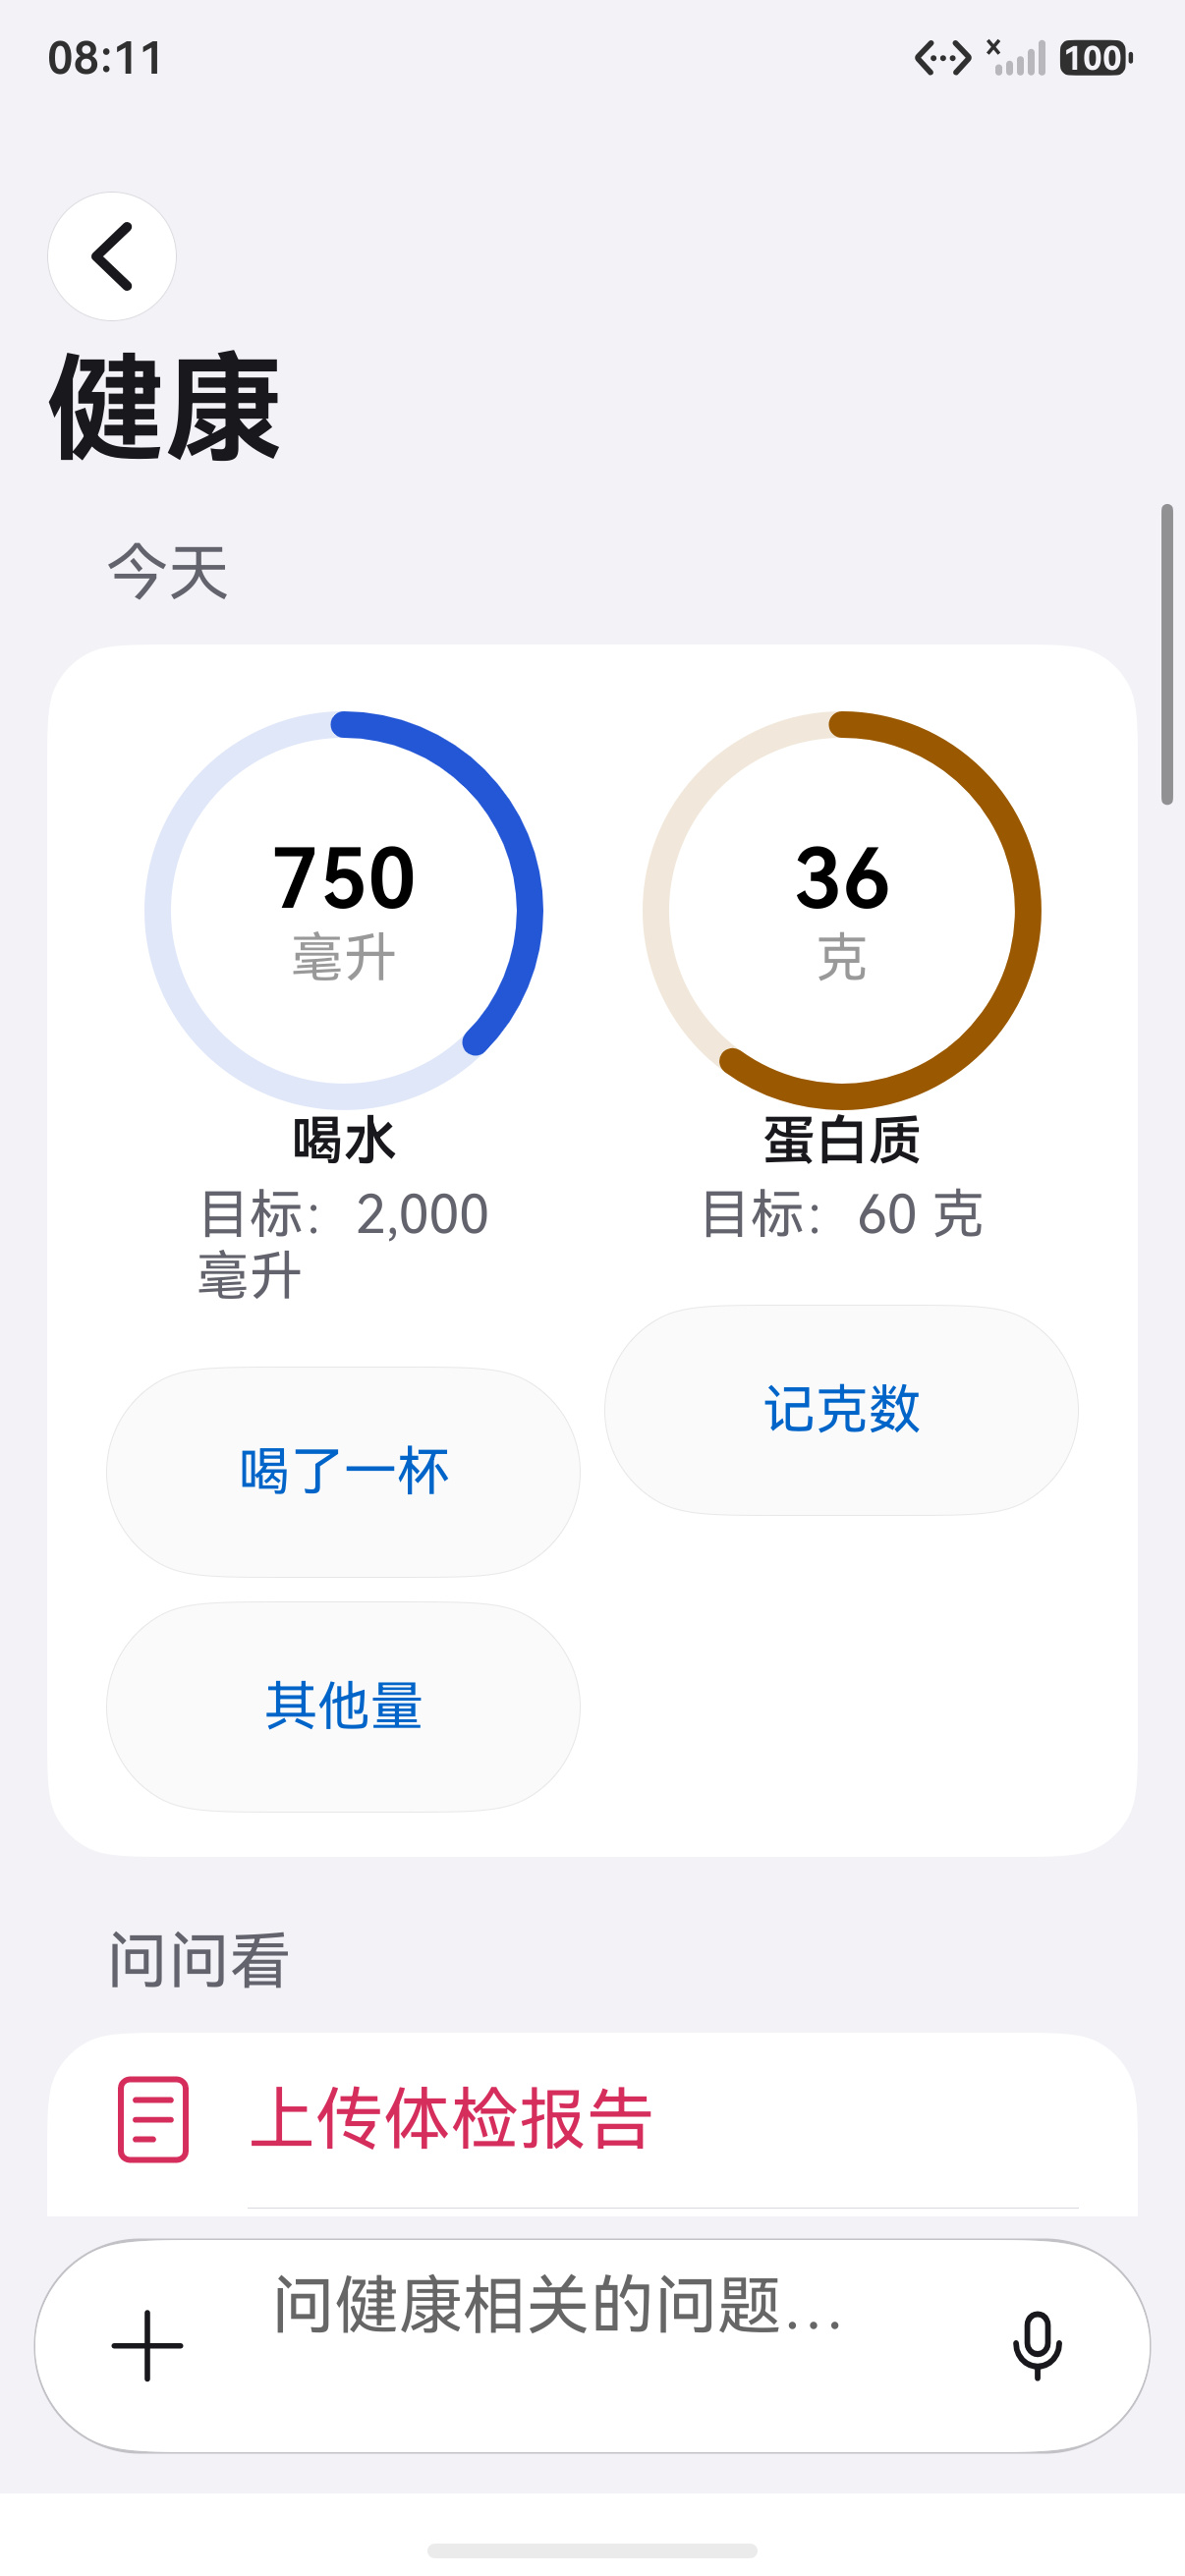 08:11
100
健康
今天
750
毫升
36
克
喝水
蛋白质
目标： 2,000
毫升
目标： 60 克
记克数
喝了一杯
其他量
问问看
上传体检报告
问健康相关的问题…